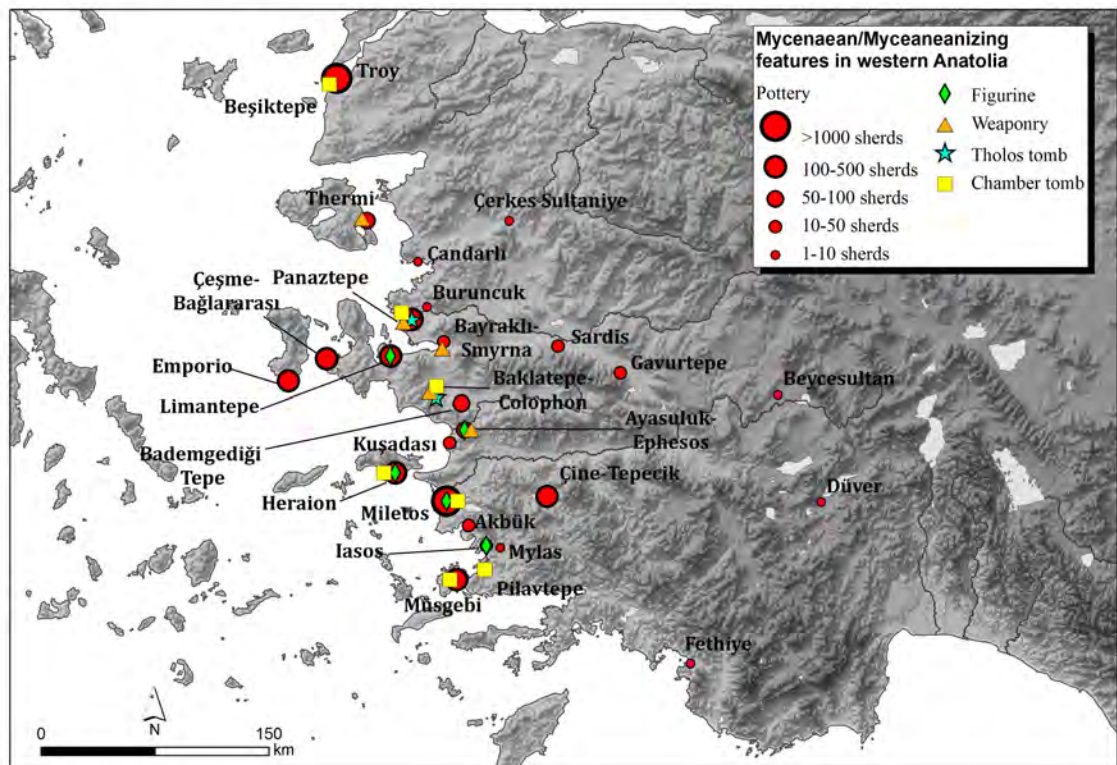 Mycenaean/Myceaneanizing
features in western Anatolia
Pottery
>1000 sherds
100-500 sherds
50-100 sherds
10-50 sherds
1-10 sherds
Figurine
Weaponry
Tholos tomb
Chamber tomb
Troy
Beşiktepe
Thermi
Çerkes-Sultaniye
Çandarlı
Çeşme-
Bağlararası
Panaztepe
Buruncuk
Bayraklı-
Smyrna
Sardis
Gavurtepe
Emporio
Limantepe
Baklatepe-
Colophon
Beycesultan
Bademgediği
Tepe
Kuşadası
Ayasuluk-
Ephesos
Heraion
Miletos
Çine-Tepecik
Düver
Akbük
Iasos
Mylas
Pilavtepe
Müsgebi
Fethiye
N
0
150
km